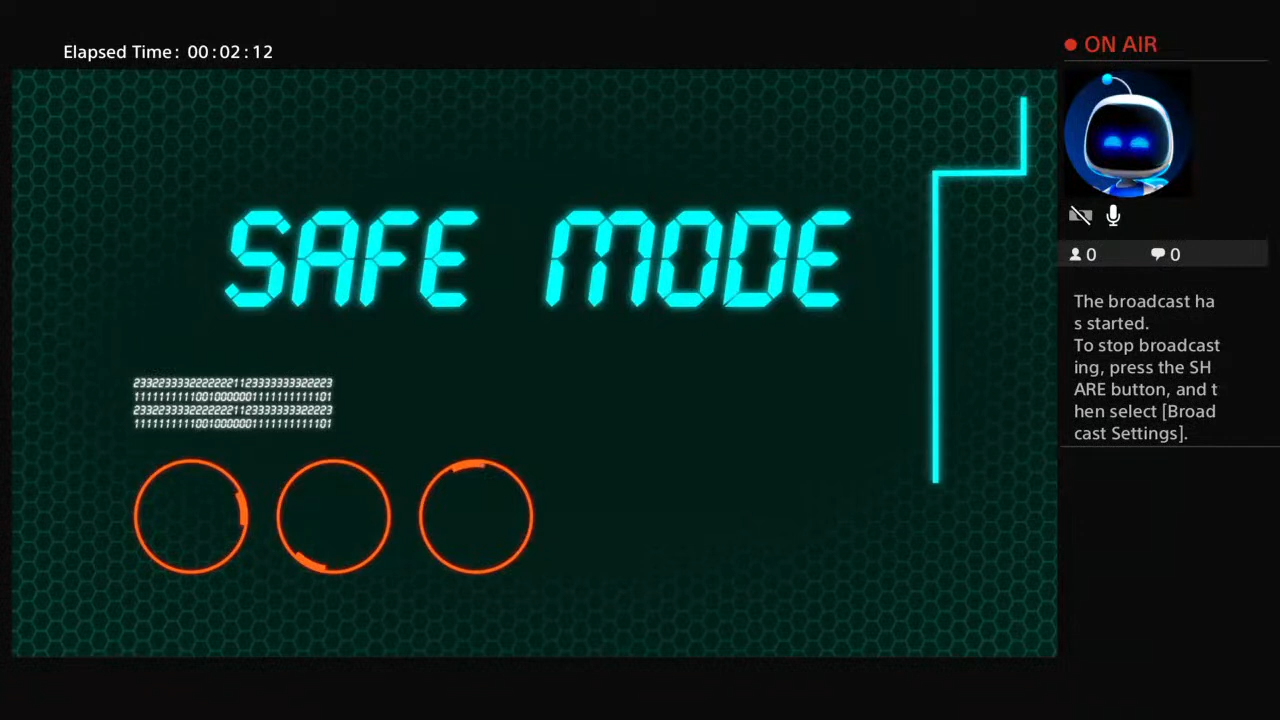 Elapsed Time: 00:02:12
ON AIR
SAFE MODE
0
0
The broadcast ha
s started.
To stop broadcast
ing, press the SH
ARE button, and t
hen select [Broad
cast Settings].